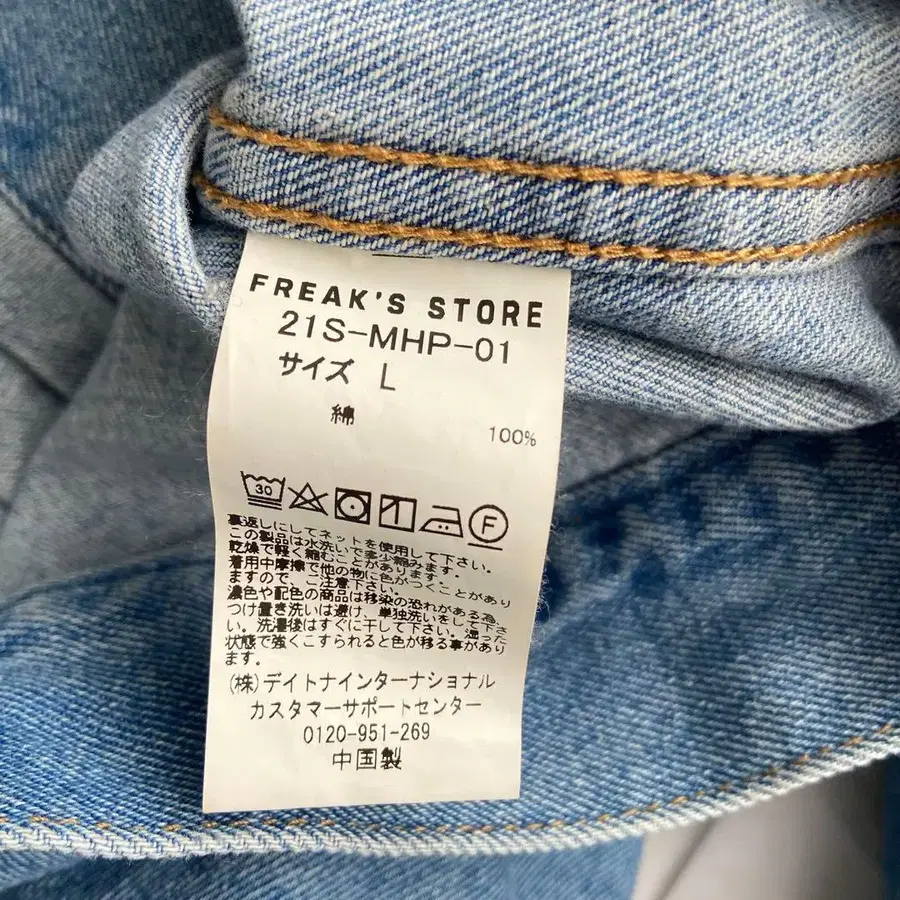 FREAK'S STORE
21S-MHP-01
サイズ L
綿
100%
30 F
裏返しにしてネットを使用して下さい。
この製品は水洗いで多少縮みます。
乾燥で軽く縮むことがあります。
着用中摩擦で他の物に色がつくことがあり
ますので、ご注意下さい。
濃色や配色の商品は移染の恐れがある為、
つけ置き洗いは避け、単独洗いをして下さ
い。洗濯後はすぐに干して下さい。湿った
状態で強くこすられると色が移る事があり
ます。
(株)デイトナインターナショナル
カスタマーサポートセンター
0120-951-269
中国製